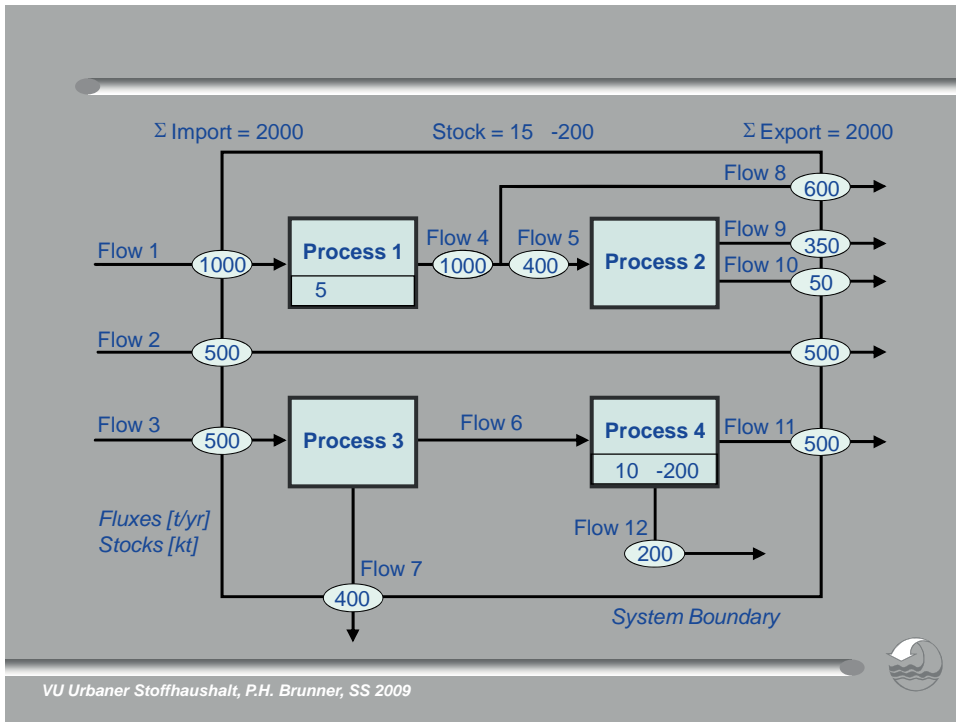 Σ Import = 2000
Stock = 15 -200
Σ Export = 2000
Flow 8
600
Flow 1
1000
Process 1
5
Flow 4
1000
Flow 5
400
Process 2
Flow 9
350
Flow 10
50
Flow 2
500
500
Flow 3
500
Process 3
Flow 6
Process 4
10 -200
Flow 11
500
Fluxes [t/yr]
Stocks [kt]
Flow 12
200
Flow 7
400
System Boundary
VU Urbaner Stoffhaushalt, P.H. Brunner, SS 2009